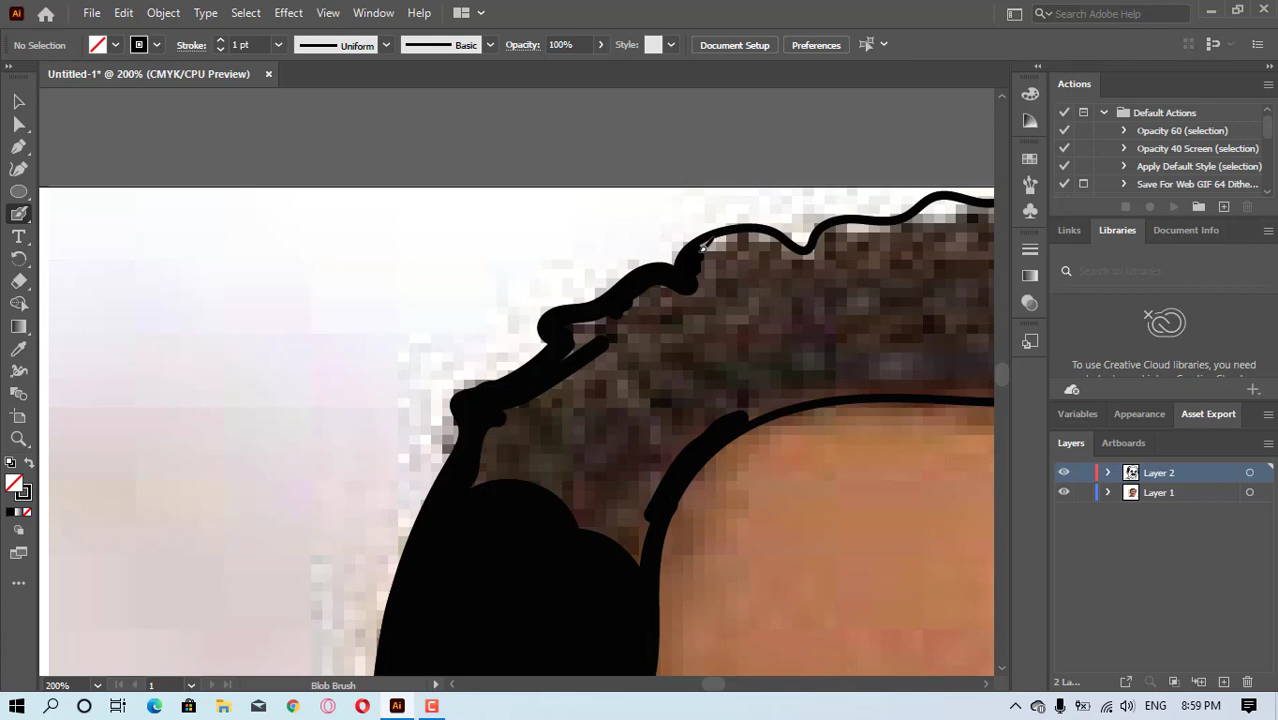 Ai File Edit Object Type Select Effect View Window Help Search Adobe Help
No Selection Stroke: 1 pt Uniform Basic Opacity: 100% Style: Document Setup Preferences
Untitled-1* @ 200% (CMYK/CPU Preview)
Actions
Default Actions
Opacity 60 (selection)
Opacity 40 Screen (selection)
Apply Default Style (selection)
Save For Web GIF 64 Dithe...
Links Libraries Document Info
Search all libraries
To use Creative Cloud libraries, you need
Variables Appearance Asset Export
Layers Artboards
Layer 2
Layer 1
200% 1 Blob Brush 2 La...
Ai ENG 8:59 PM